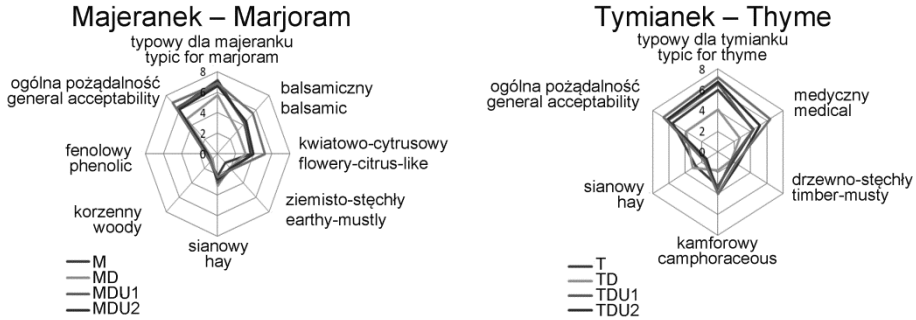 Majeranek – Marjoram
typowy dla majeranku
typic for marjoram
8
6
4
2
0
balsamiczny
balsamic
kwiatowo-cytrusowy
flowery-citrus-like
ziemisto-stęchły
earthy-mustly
sianowy
hay
korzenny
woody
fenolowy
phenolic
ogólna pożądalność
general acceptability
M
MD
MDU1
MDU2
Tymianek – Thyme
typowy dla tymianku
typic for thyme
8
6
4
2
0
medyczny
medical
drzewno-stęchły
timber-musty
kamforowy
camphoraceous
sianowy
hay
ogólna pożądalność
general acceptability
T
TD
TDU1
TDU2